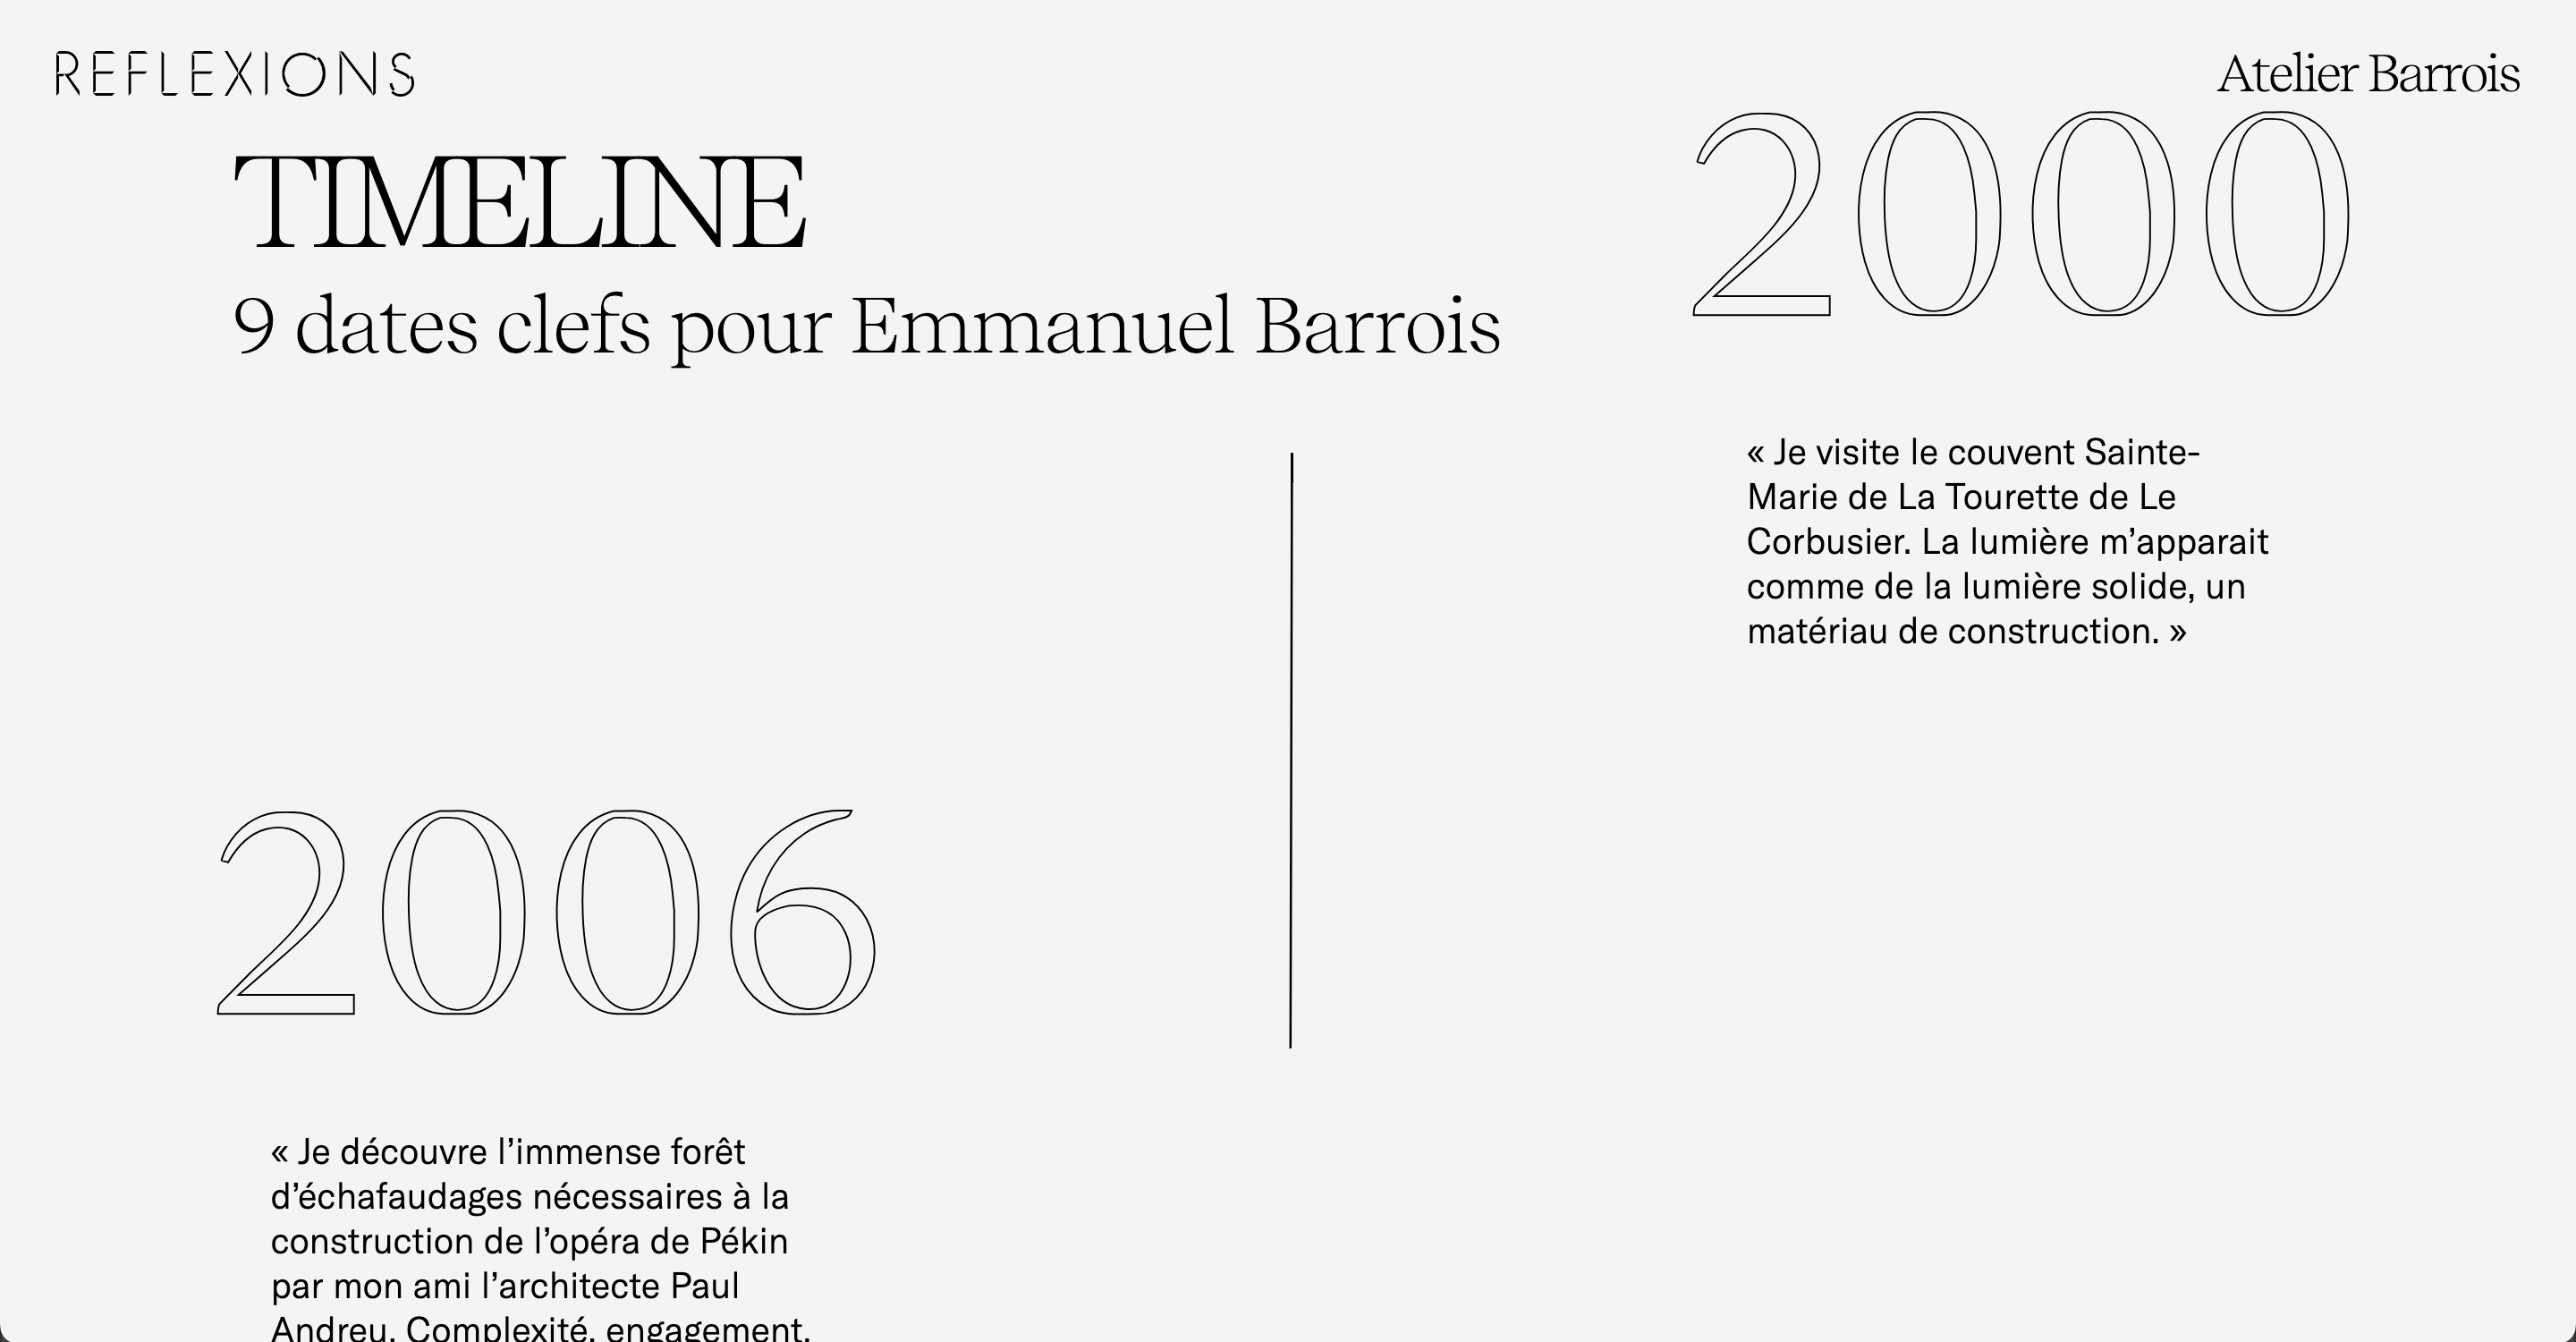 REFLEXIONS
Atelier Barrois
TIMELINE
9 dates clefs pour Emmanuel Barrois
2000
« Je visite le couvent Sainte-
Marie de La Tourette de Le
Corbusier. La lumière m’apparait
comme de la lumière solide, un
matériau de construction. »
2006
« Je découvre l’immense forêt
d’échafaudages nécessaires à la
construction de l’opéra de Pékin
par mon ami l’architecte Paul
Andreu. Complexité, engagement,